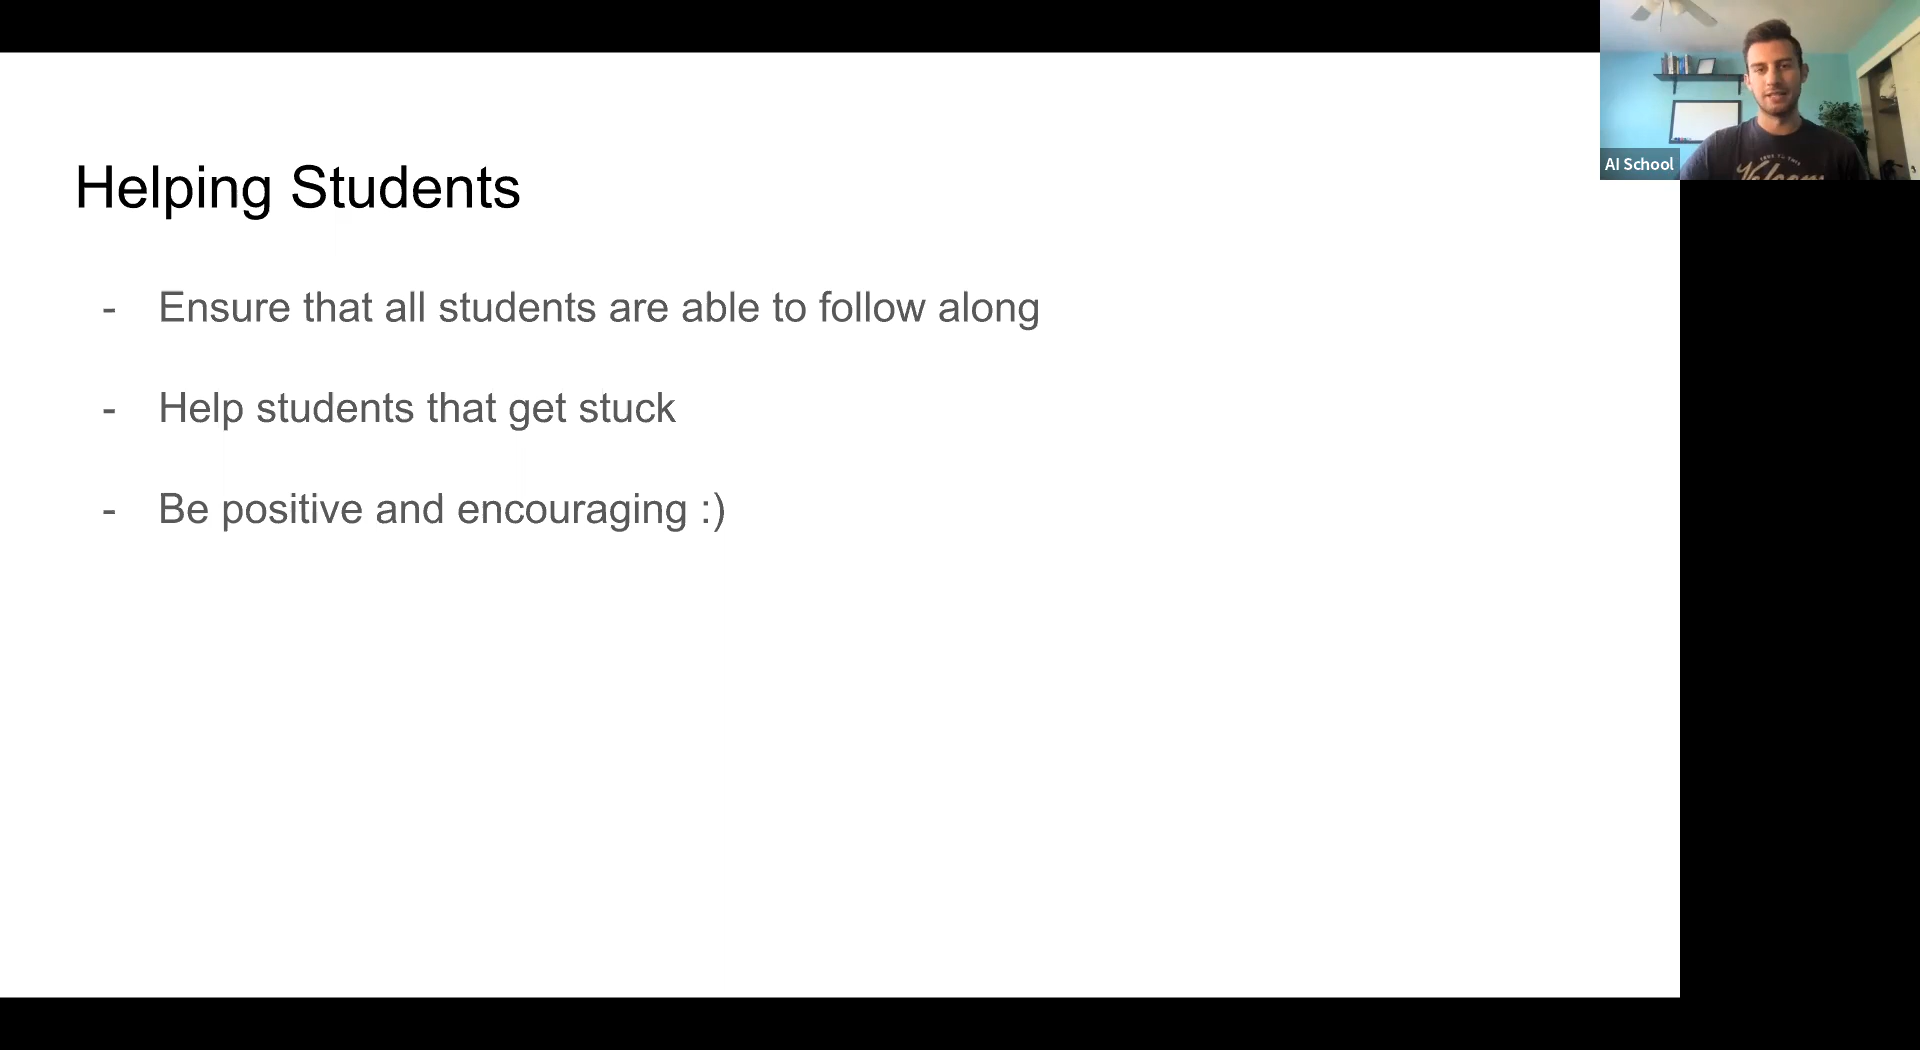 Helping Students
- Ensure that all students are able to follow along
- Help students that get stuck
- Be positive and encouraging :)
AI School